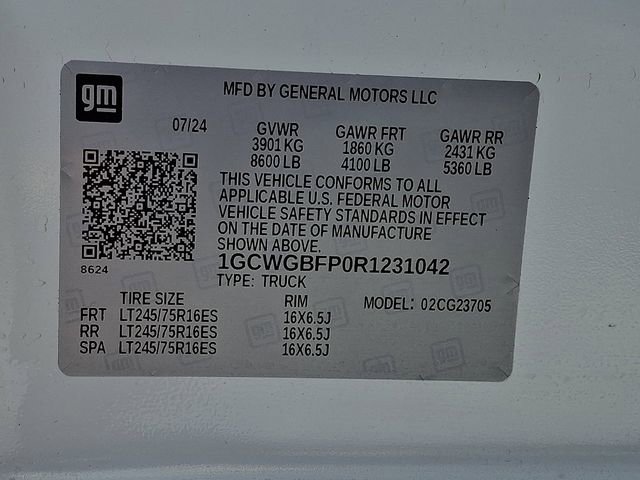 gm
MFD BY GENERAL MOTORS LLC
07/24 GVWR GAWR FRT GAWR RR
3901 KG 1860 KG 2431 KG
8600 LB 4100 LB 5360 LB
THIS VEHICLE CONFORMS TO ALL
APPLICABLE U.S. FEDERAL MOTOR
VEHICLE SAFETY STANDARDS IN EFFECT
ON THE DATE OF MANUFACTURE
SHOWN ABOVE.
8624
1GCWGBFP0R1231042
TYPE: TRUCK
TIRE SIZE RIM MODEL: 02CG23705
FRT LT245/75R16ES 16X6.5J
RR LT245/75R16ES 16X6.5J
SPA LT245/75R16ES 16X6.5J